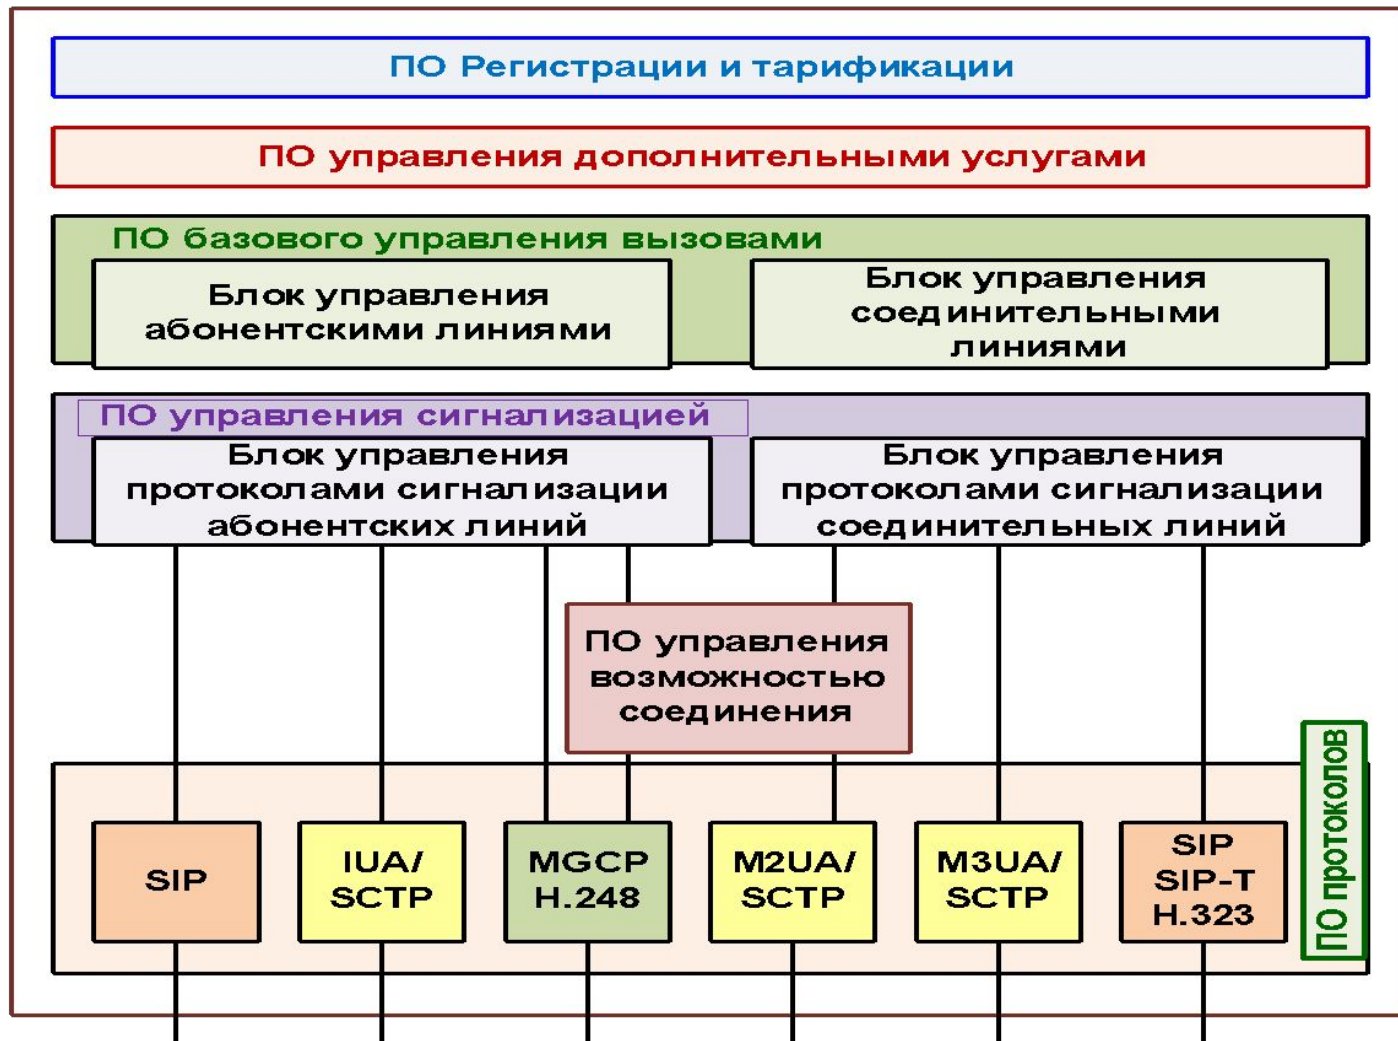 ПО Регистрации и тарификации
ПО управления дополнительными услугами
ПО базового управления вызовами
Блок управления
абонентскими линиями
Блок управления
соединительными
линиями
ПО управления сигнализацией
Блок управления
протоколами сигнализации
абонентских линий
Блок управления
протоколами сигнализации
соединительных линий
ПО управления
возможностью
соединения
ПО протоколов
SIP
IUA/
SCTP
MGCP
H.248
M2UA/
SCTP
M3UA/
SCTP
SIP
SIP-T
H.323